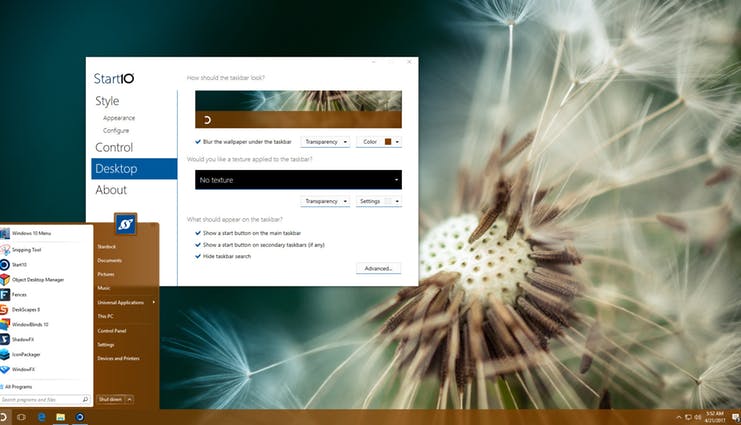 Start10
How should the taskbar look?
Style
Appearance
Configure
Control
Desktop
About
Blur the wallpaper under the taskbar
Transparency
Color
Would you like a texture applied to the taskbar?
No texture
Transparency
Settings
What should appear on the taskbar?
Show a start button on the main taskbar
Show a start button on secondary taskbars (if any)
Hide taskbar search
Advanced...
Windows 10 Menu
Snipping Tool
Start10
Object Desktop Manager
Fences
DeskScapes 8
WindowBlinds 10
ShadowFX
IconPackager
WindowFX
All Programs
Search programs and files
Stardock
Documents
Pictures
Music
Universal Applications
This PC
Control Panel
Settings
Devices and Printers
Shut down
5:52 AM
4/21/2017